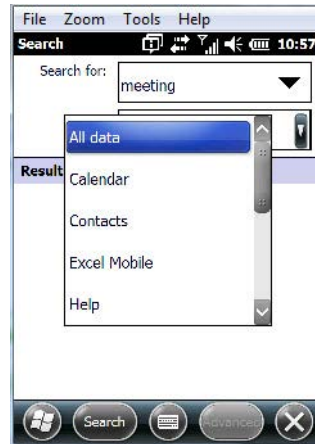 File Zoom Tools Help
Search 10:57
Search for: meeting
All data
Result
Calendar
Contacts
Excel Mobile
Help
Search Advanced